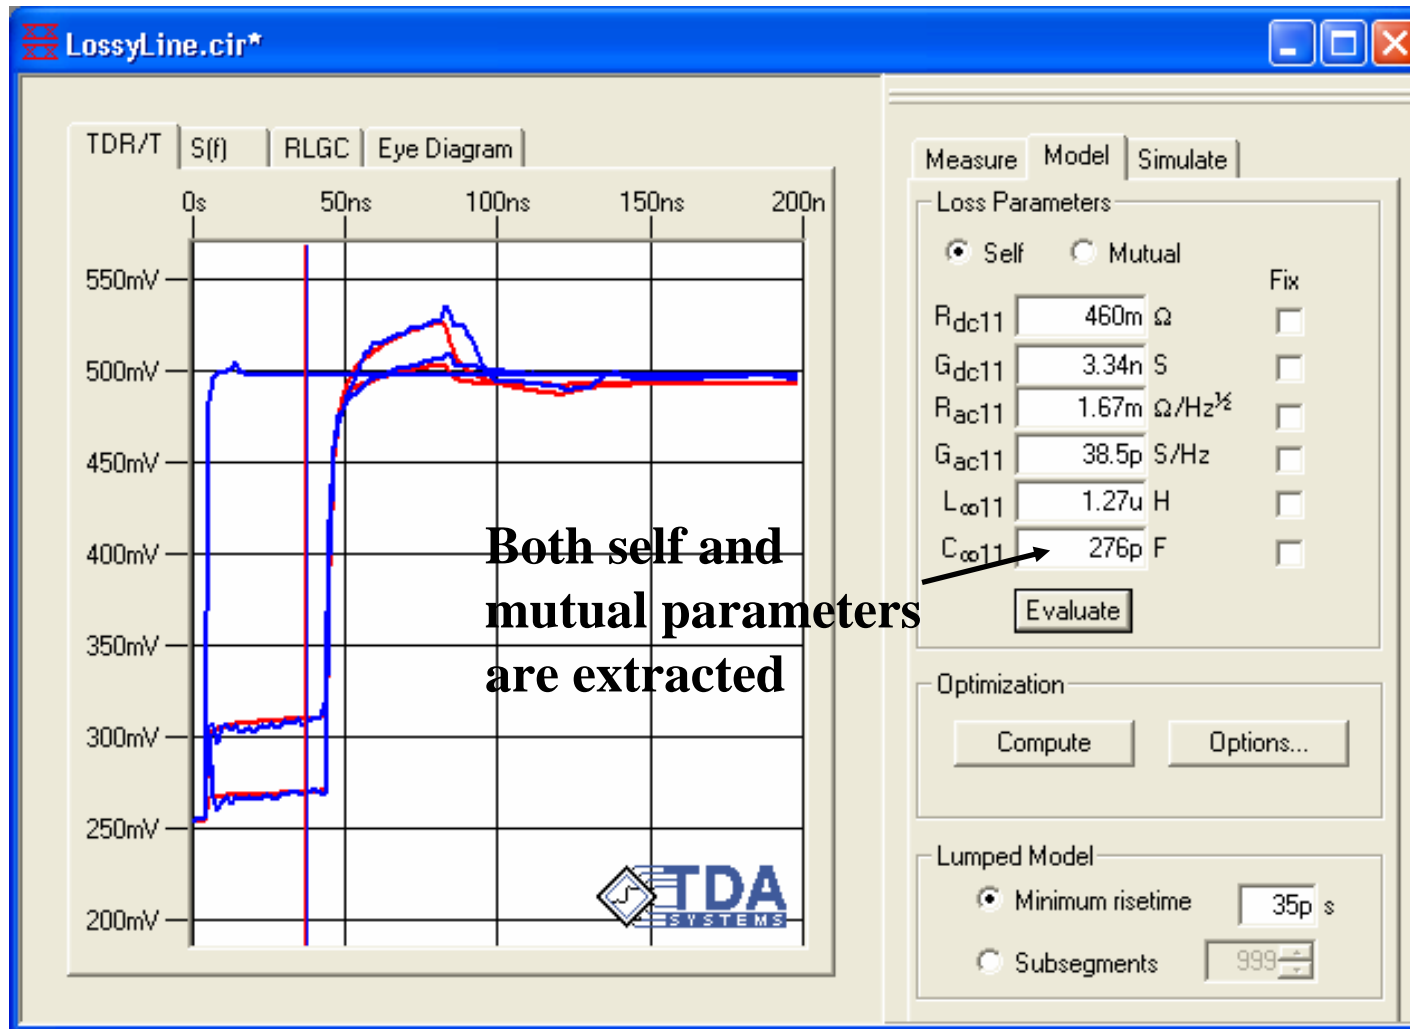 LossyLine.cir*
TDR/T S(f) RLGC Eye Diagram
0s 50ns 100ns 150ns 200n
550mV
500mV
450mV
400mV
350mV
300mV
250mV
200mV
Both self and
mutual parameters
are extracted
TDA
SYSTEMS
Measure Model Simulate
Loss Parameters
Self Mutual
Fix
Rdc11 460m Ω
Gdc11 3.34n S
Rac11 1.67m Ω/Hz½
Gac11 38.5p S/Hz
L∞11 1.27u H
C∞11 276p F
Evaluate
Optimization
Compute Options...
Lumped Model
Minimum risetime 35p s
Subsegments 999